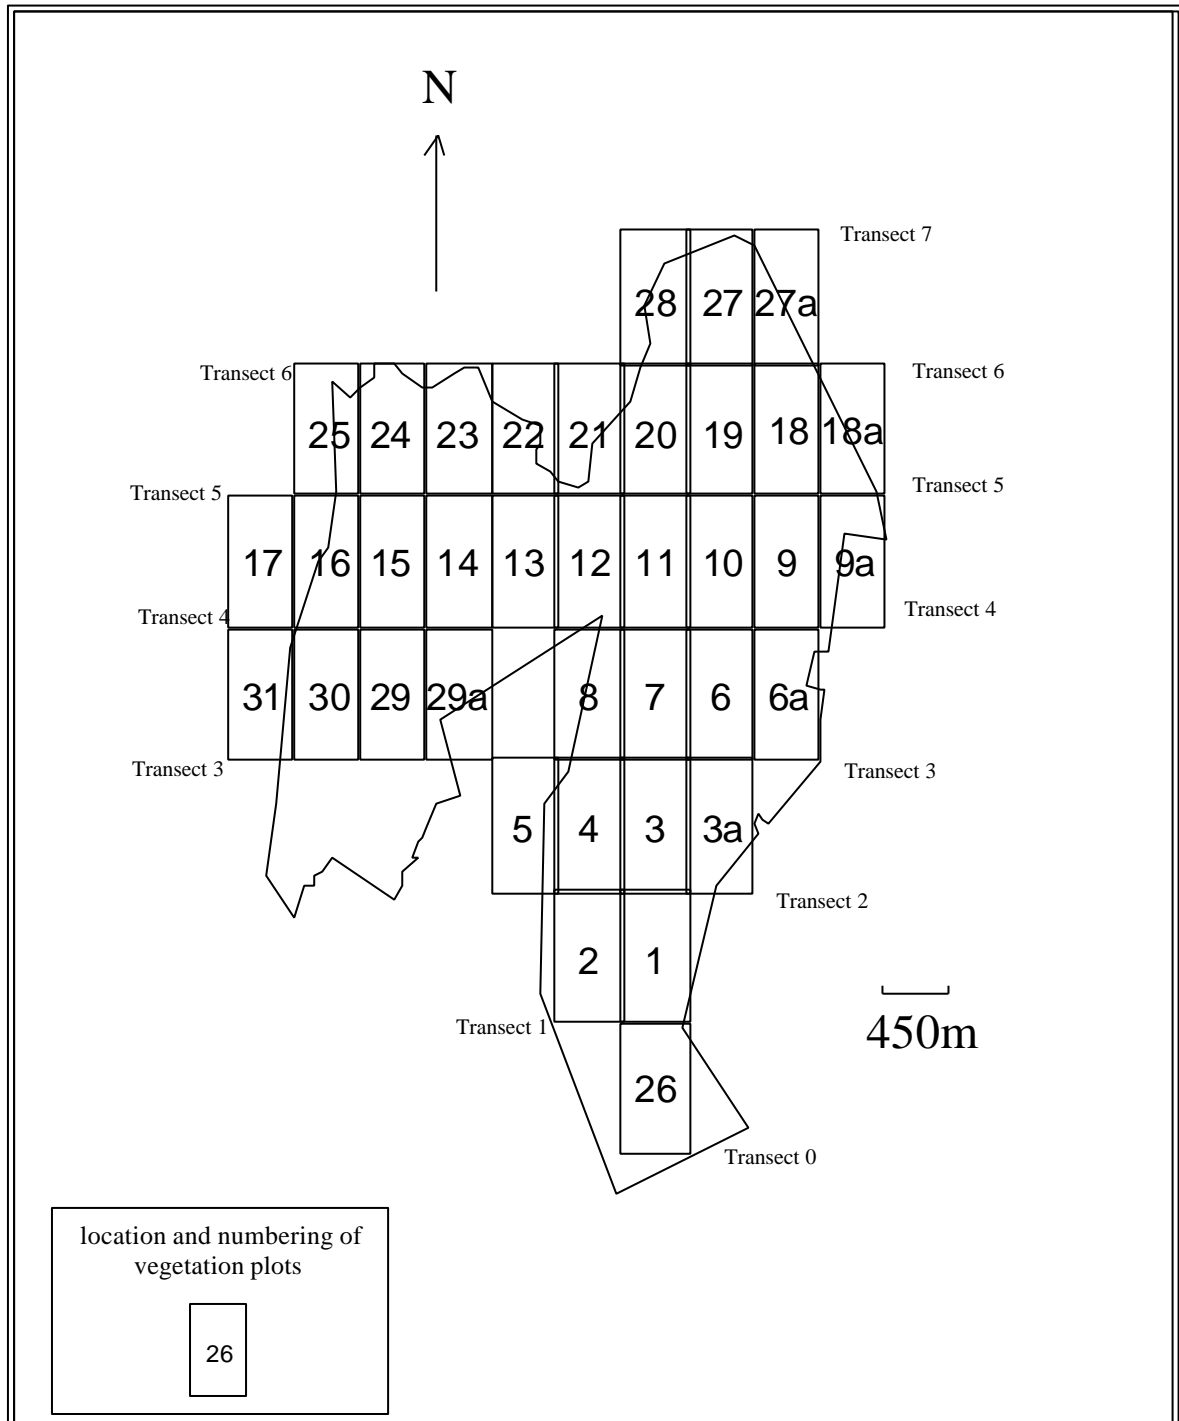 N
Transect 7
28 27 27a
Transect 6 Transect 6
25 24 23 22 21 20 19 18 18a
Transect 5 Transect 5
17 16 15 14 13 12 11 10 9 9a
Transect 4 Transect 4
31 30 29 29a 8 7 6 6a
Transect 3 Transect 3
5 4 3 3a
Transect 2
2 1
450m
Transect 1
26
Transect 0
location and numbering of
vegetation plots
26